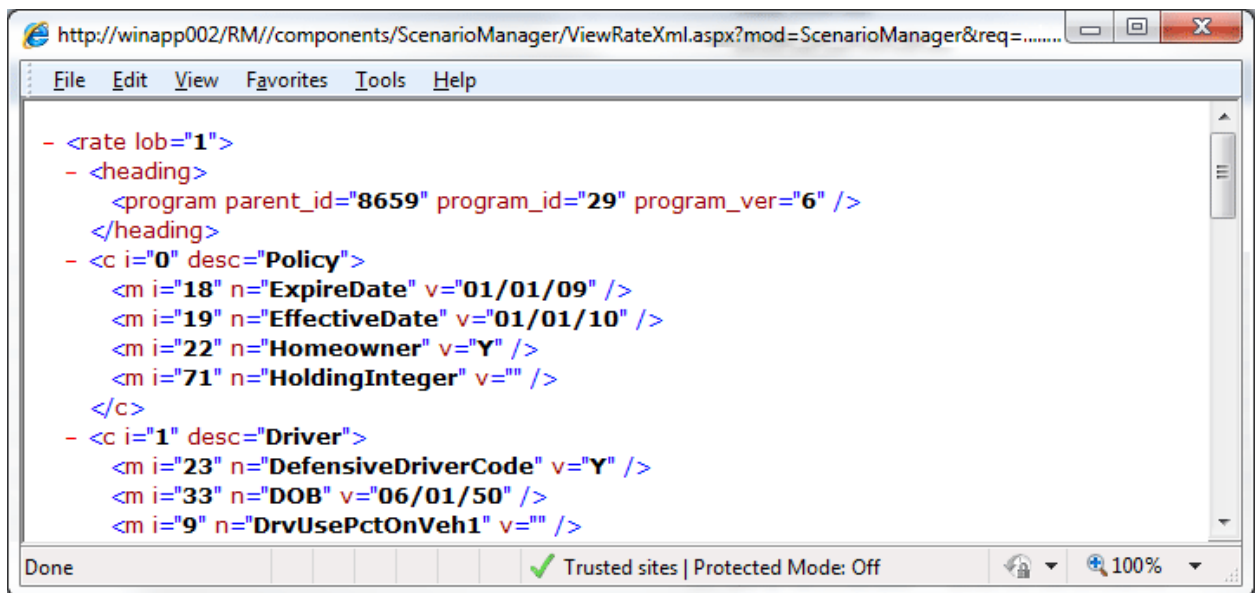 http://winapp002/RM//components/ScenarioManager/ViewRateXml.aspx?mod=ScenarioManager&req=........
File Edit View Favorites Tools Help
- <rate lob="1">
- <heading>
<program parent_id="8659" program_id="29" program_ver="6" />
</heading>
- <c i="0" desc="Policy">
<m i="18" n="ExpireDate" v="01/01/09" />
<m i="19" n="EffectiveDate" v="01/01/10" />
<m i="22" n="Homeowner" v="Y" />
<m i="71" n="HoldingInteger" v="" />
</c>
- <c i="1" desc="Driver">
<m i="23" n="DefensiveDriverCode" v="Y" />
<m i="33" n="DOB" v="06/01/50" />
<m i="9" n="DrvUsePctOnVeh1" v="" />
Done Trusted sites | Protected Mode: Off 100%